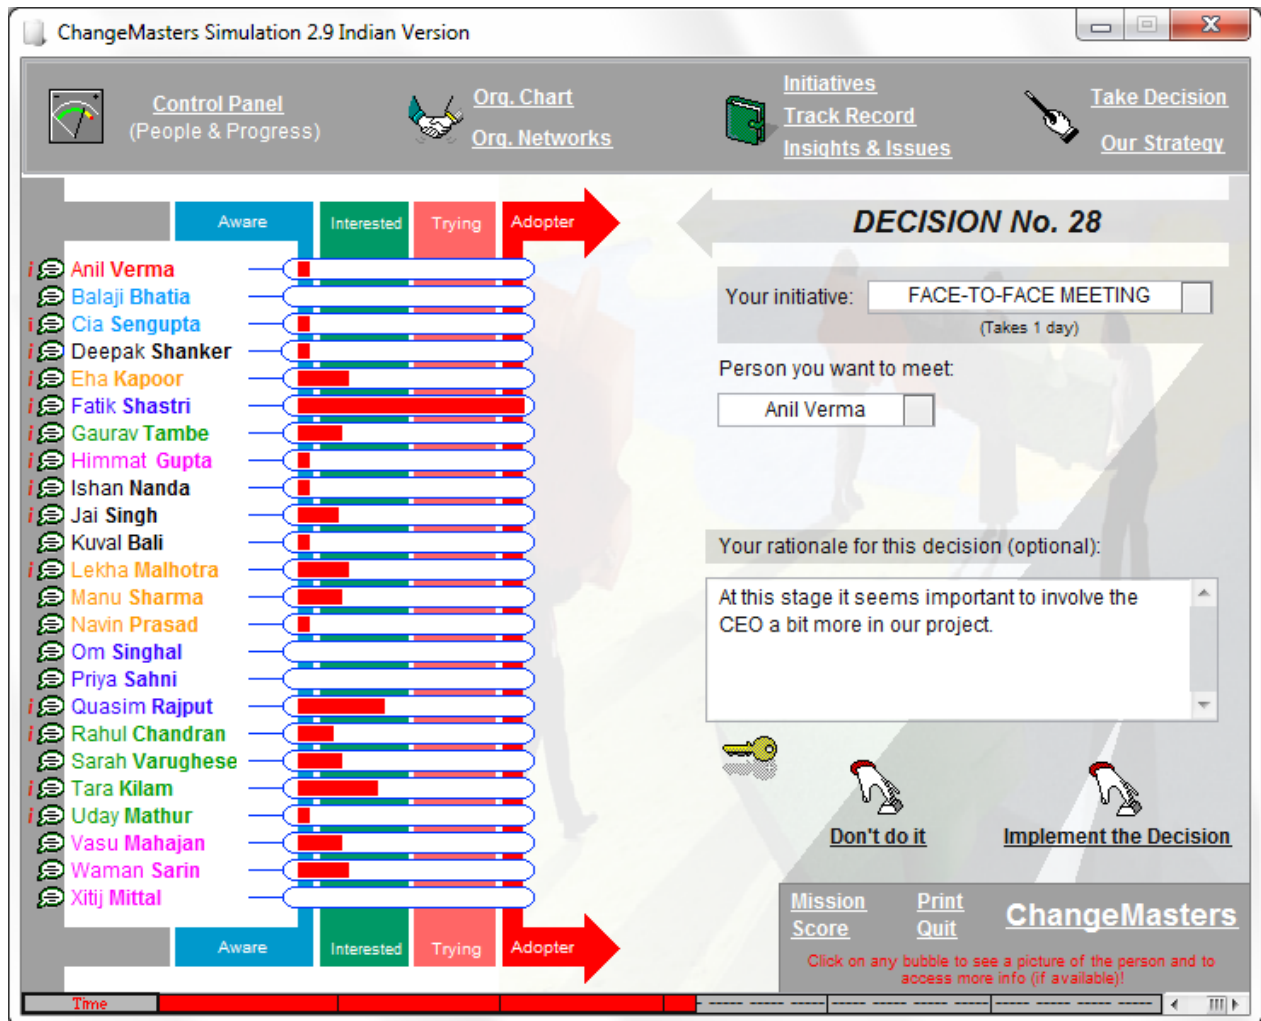 ChangeMasters Simulation 2.9 Indian Version
Control Panel
(People & Progress)
Org. Chart
Org. Networks
Initiatives
Track Record
Insights & Issues
Take Decision
Our Strategy
Aware Interested Trying Adopter
i Anil Verma
Balaji Bhatia
i Cia Sengupta
i Deepak Shanker
i Eha Kapoor
i Fatik Shastri
i Gaurav Tambe
i Himmat Gupta
i Ishan Nanda
i Jai Singh
Kuval Bali
i Lekha Malhotra
Manu Sharma
Navin Prasad
Om Singhal
Priya Sahni
i Quasim Rajput
i Rahul Chandran
Sarah Varughese
i Tara Kilam
i Uday Mathur
Vasu Mahajan
Waman Sarin
Xitij Mittal
Aware Interested Trying Adopter
DECISION No. 28
Your initiative: FACE-TO-FACE MEETING
(Takes 1 day)
Person you want to meet:
Anil Verma
Your rationale for this decision (optional):
At this stage it seems important to involve the
CEO a bit more in our project.
Don't do it
Implement the Decision
Mission Print
Score Quit
ChangeMasters
Click on any bubble to see a picture of the person and to
access more info (if available)!
Time